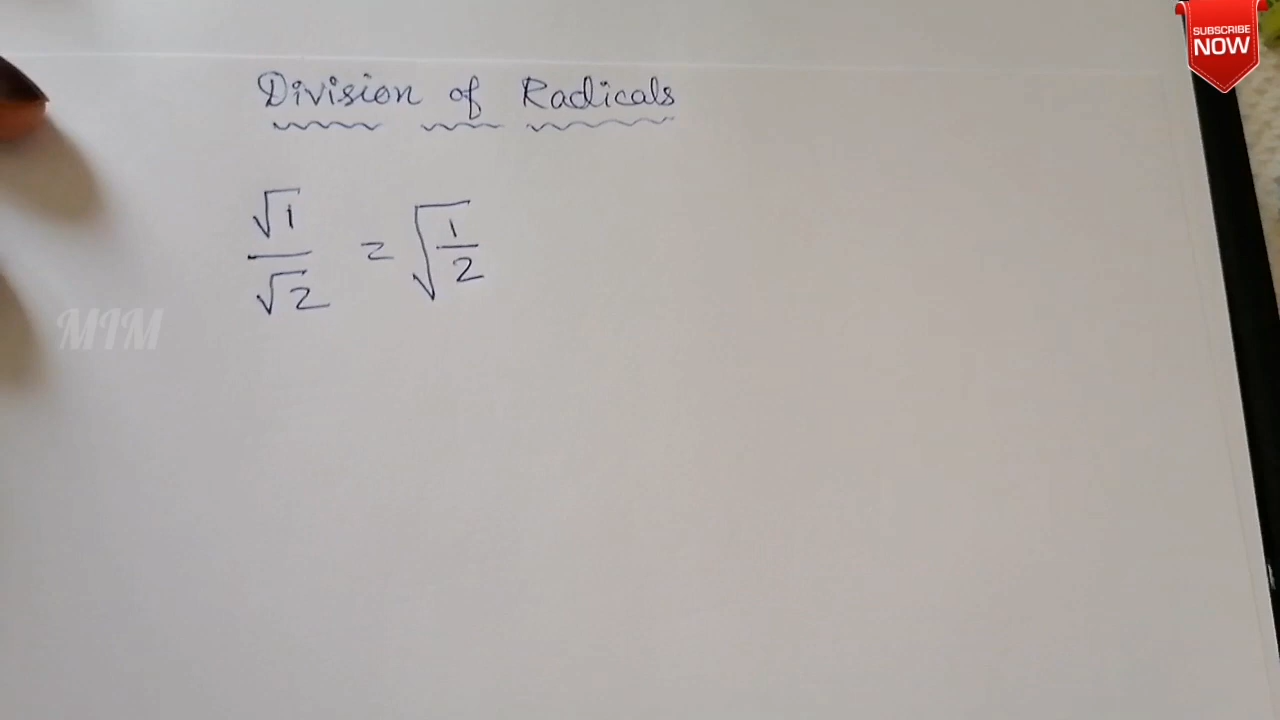 SUBSCRIBE
NOW
Division of Radicals
√1/√2 = √(1/2)
MIM